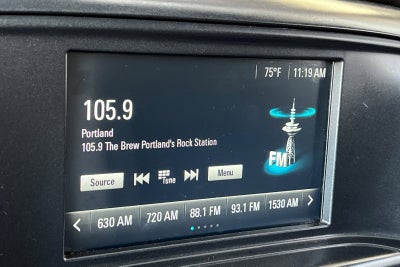 75°F 11:19 AM
105.9
Portland
105.9 The Brew Portland's Rock Station
FM
Source Tune Menu
630 AM 720 AM 88.1 FM 93.1 FM 1530 AM